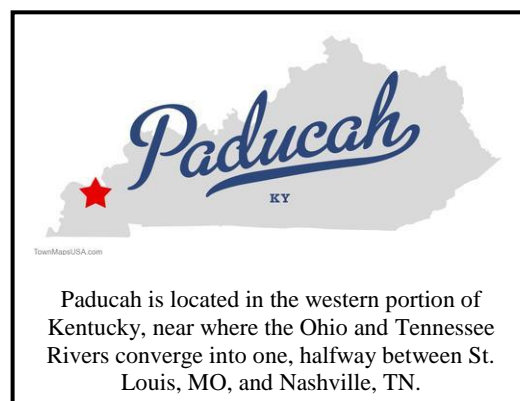 Paducah
KY
TownMapsUSA.com
Paducah is located in the western portion of
Kentucky, near where the Ohio and Tennessee
Rivers converge into one, halfway between St.
Louis, MO, and Nashville, TN.